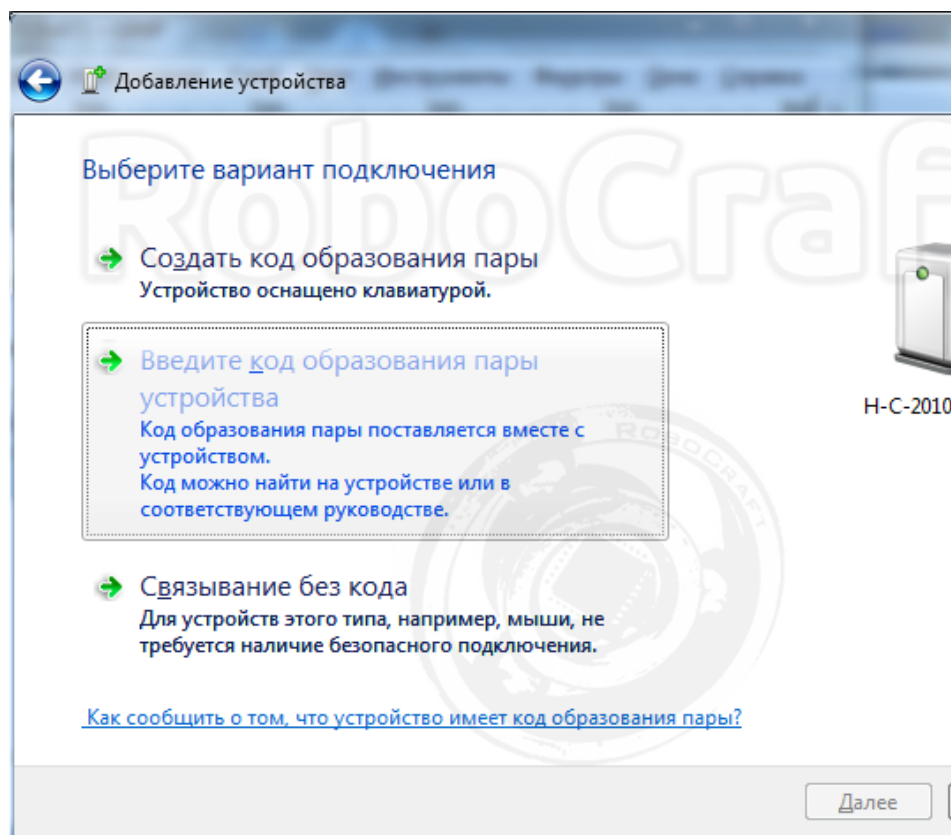 Добавление устройства
RoboCraf
Выберите вариант подключения
Создать код образования пары
Устройство оснащено клавиатурой.
Введите код образования пары
устройства
Код образования пары поставляется вместе с
устройством.
Код можно найти на устройстве или в
соответствующем руководстве.
H-C-2010
ROBOCRAFT
Связывание без кода
Для устройств этого типа, например, мыши, не
требуется наличие безопасного подключения.
Как сообщить о том, что устройство имеет код образования пары?
Далее